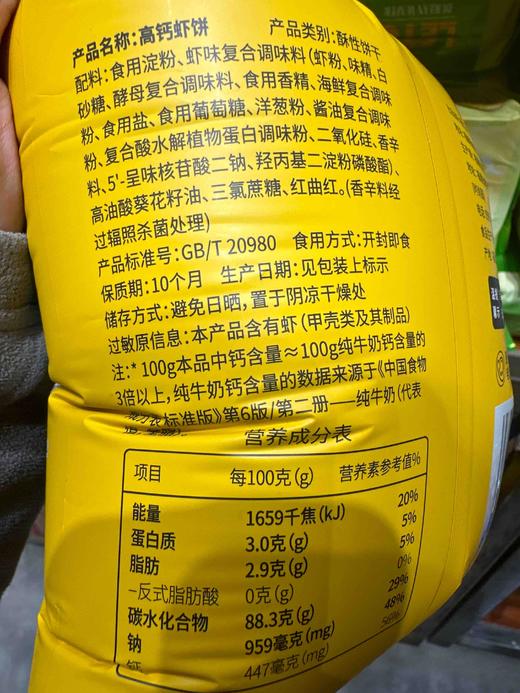 产品名称：高钙虾饼 产品类别：酥性饼干
配料：食用淀粉、虾味复合调味料（虾粉、味精、白
砂糖、酵母复合调味料、食用香精、海鲜复合调味
粉、食用盐、食用葡萄糖、洋葱粉、酱油复合调味
粉、复合酸水解植物蛋白调味粉、二氧化硅、香辛
料、5'-呈味核苷酸二钠、羟丙基二淀粉磷酸酯）、
高油酸葵花籽油、三氯蔗糖、红曲红。(香辛料经
过辐照杀菌处理)
产品标准号：GB/T 20980 食用方式：开封即食
保质期：10个月 生产日期：见包装上标示
储存方式：避免日晒，置于阴凉干燥处
过敏原信息：本产品含有虾（甲壳类及其制品）
注:* 100g本品中钙含量≈100g纯牛奶钙含量的
3倍以上，纯牛奶钙含量的数据来源于《中国食物
标准版》第6版/第二册——纯牛奶（代表
营养成分表
项目 每100克(g) 营养素参考值%
能量 1659千焦(kJ) 20%
蛋白质 3.0克(g) 5%
脂肪 2.9克(g) 5%
-反式脂肪酸 0克(g) 0%
碳水化合物 88.3克(g) 29%
钠 959毫克(mg) 48%
钙 447毫克(mg) 56%